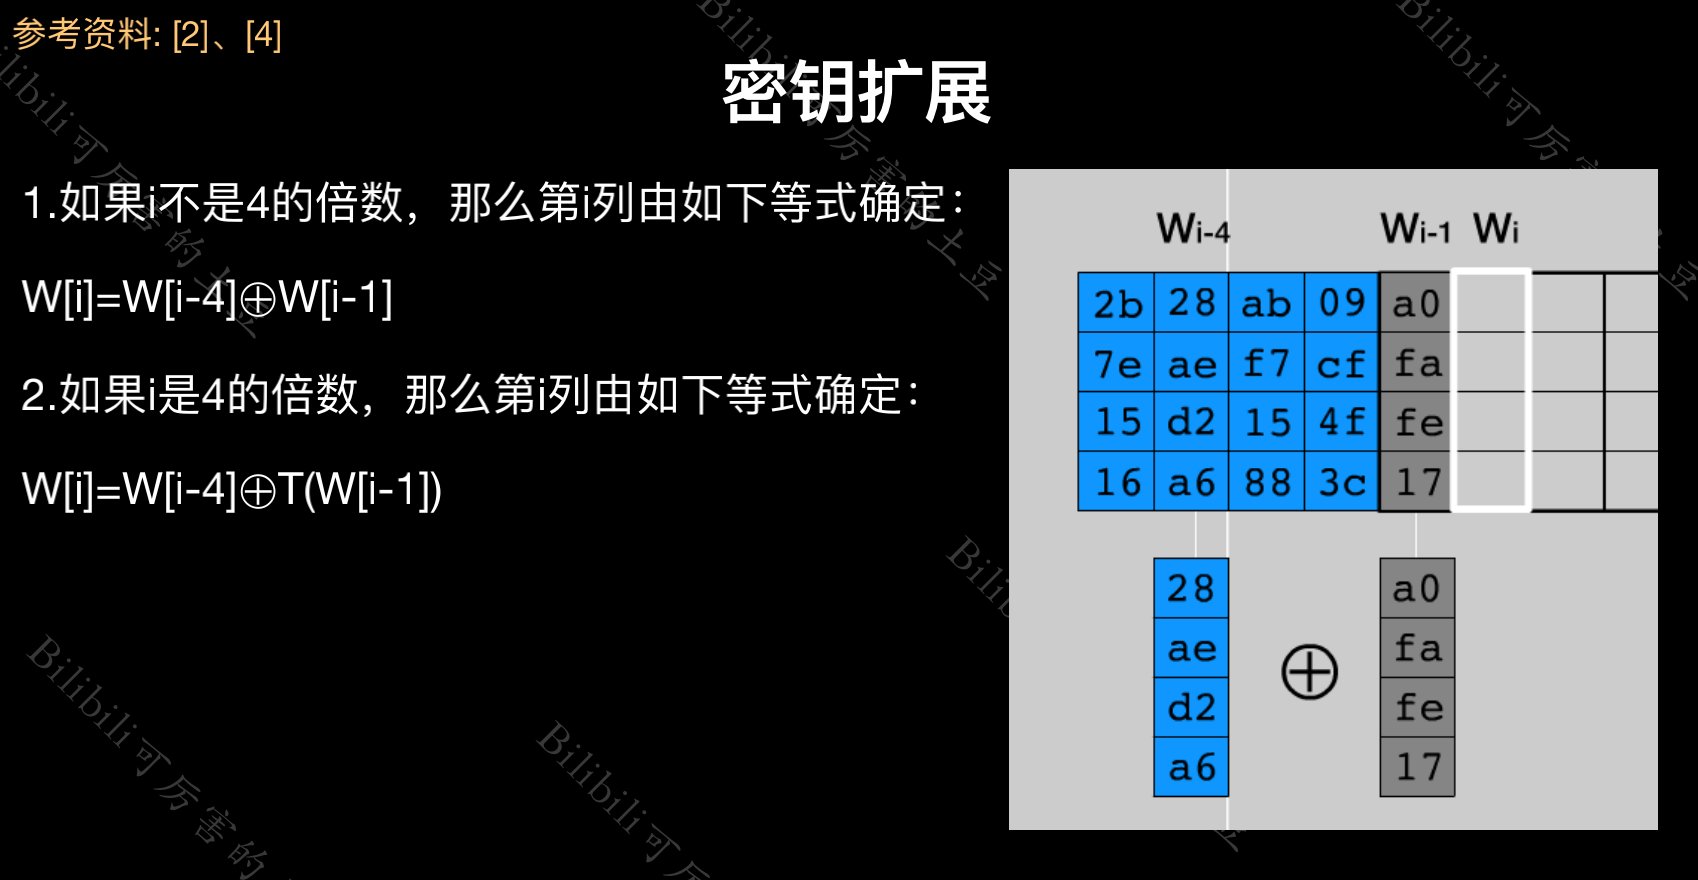 参考资料: [2]、[4]
密钥扩展
1.如果i不是4的倍数，那么第i列由如下等式确定：
W[i]=W[i-4]⊕W[i-1]
2.如果i是4的倍数，那么第i列由如下等式确定：
W[i]=W[i-4]⊕T(W[i-1])
Wi-4 Wi-1 Wi
2b 28 ab 09 a0
7e ae f7 cf fa
15 d2 15 4f fe
16 a6 88 3c 17
28 a0
ae fa
⊕
d2 fe
a6 17
Bilibili可厉害的土豆
Bilibili可厉害的土豆
Bilibili可厉害的土豆
Bilibili可厉害的
Bilibili可厉